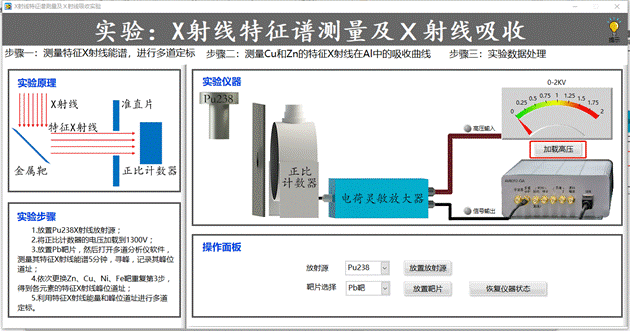 X射线特征谱测量及X射线吸收实验
实验：X射线特征谱测量及X射线吸收
提示
步骤一：测量特征X射线能谱，进行多道定标
步骤二：测量Cu和Zn的特征X射线在Al中的吸收曲线
步骤三：实验数据处理
实验原理
X射线
准直片
特征X射线
金属靶
正比计数器
实验步骤
1.放置Pu238X射线放射源；
2.将正比计数器的电压加载到1300V；
3.放置Pb靶片，然后打开多道分析仪软件，
测量其特征X射线能谱5分钟，寻峰，记录其峰位
道址；
4.依次更换Zn、Cu、Ni、Fe靶重复第3步，
得到各元素的特征X射线峰位道址；
5.利用特征X射线能量和峰位道址进行多道
定标。
实验仪器
Pu238
正比
计数器
电荷灵敏放大器
高压输入
信号输出
0-2KV
0 0.25 0.5 0.75 1 1.25 1.5 1.75 2
加载高压
操作面板
放射源 Pu238 放置放射源
靶片选择 Pb靶 放置靶片 恢复仪器状态